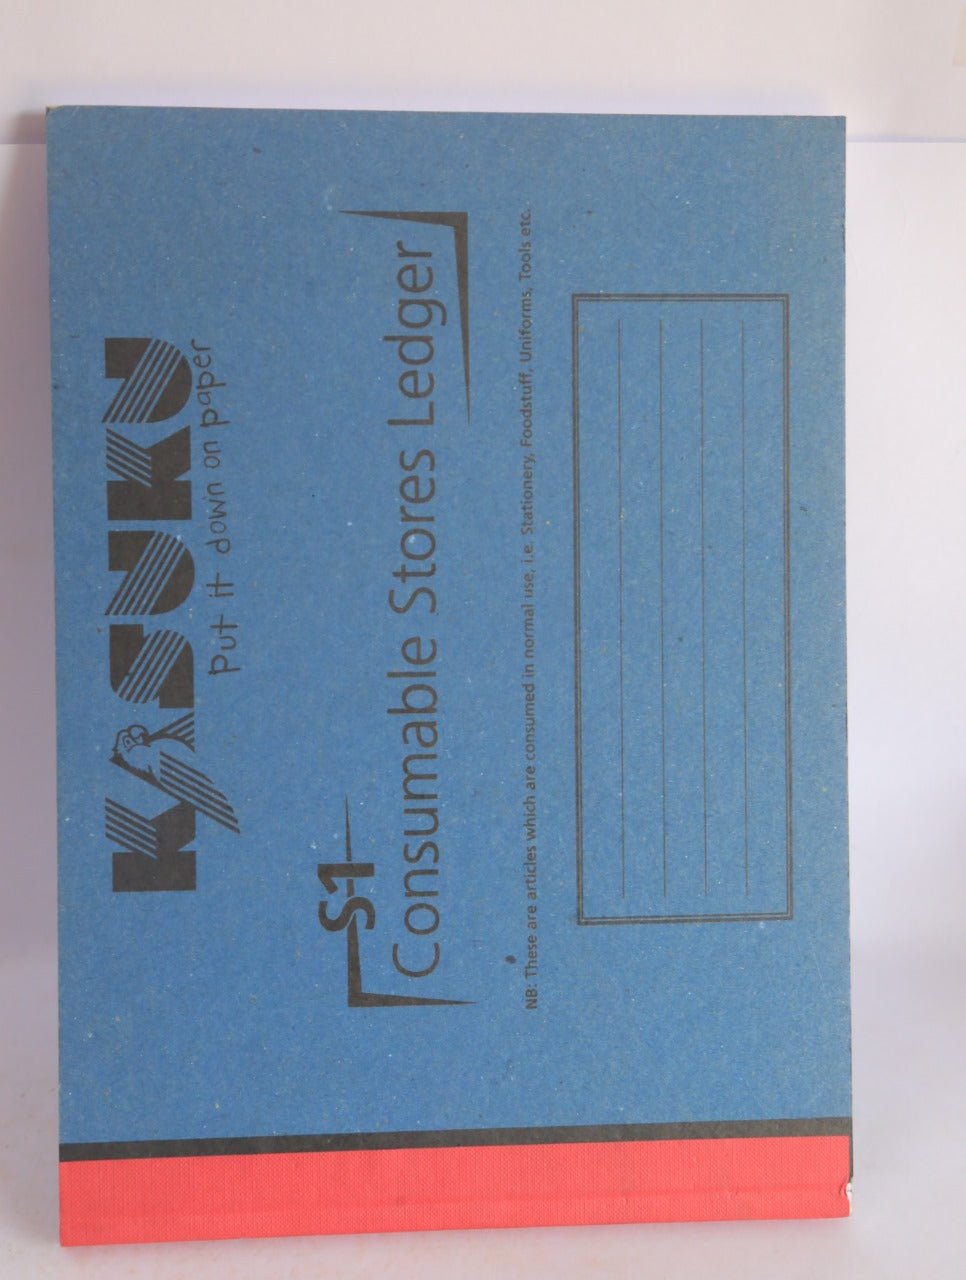 KASUKU
Put it down on paper
S-1
Consumable Stores Ledger
NB: These are articles which are consumed in normal use, i.e. Stationery, Foodstuff, Uniforms, Tools etc.